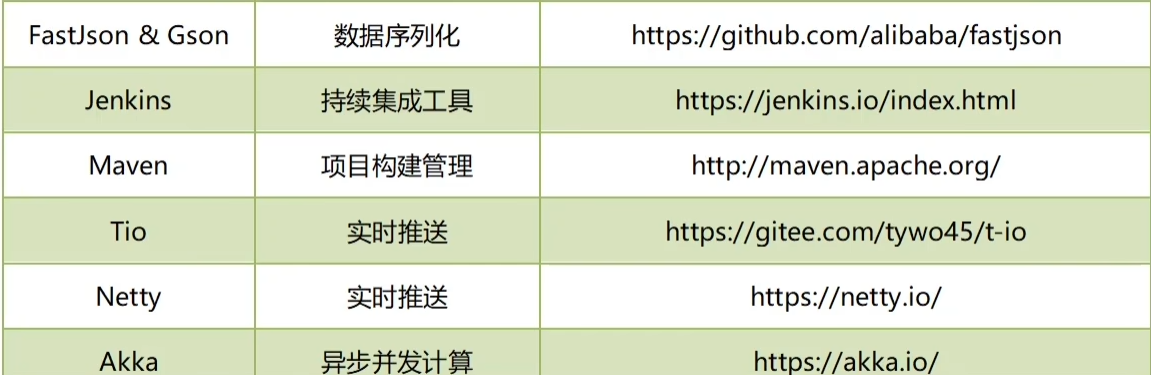 FastJson & Gson 数据序列化 https://github.com/alibaba/fastjson
Jenkins 持续集成工具 https://jenkins.io/index.html
Maven 项目构建管理 http://maven.apache.org/
Tio 实时推送 https://gitee.com/tywo45/t-io
Netty 实时推送 https://netty.io/
Akka 异步并发计算 https://akka.io/